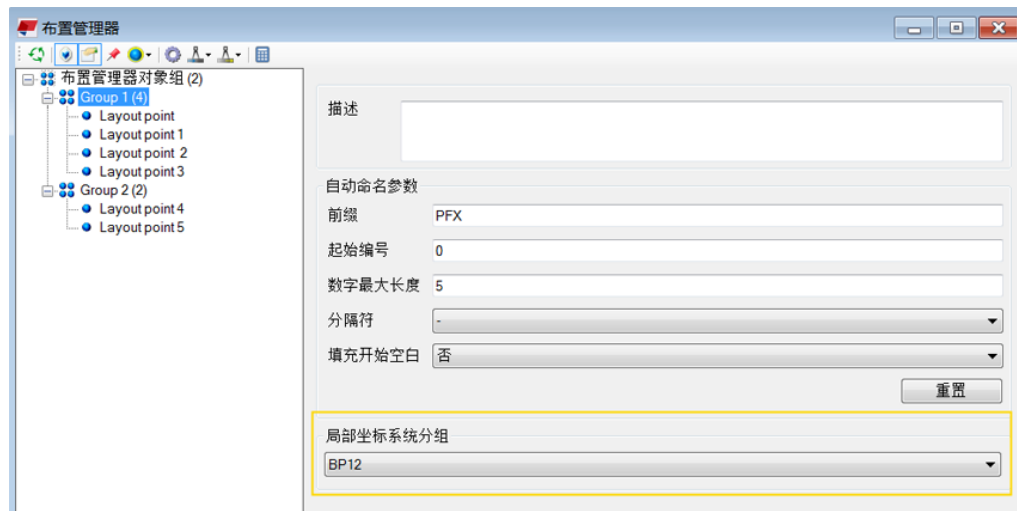 布置管理器
布置管理器对象组 (2)
Group 1 (4)
Layout point
Layout point 1
Layout point 2
Layout point 3
Group 2 (2)
Layout point 4
Layout point 5
描述
自动命名参数
前缀 PFX
起始编号 0
数字最大长度 5
分隔符 -
填充开始空白 否
重置
局部坐标系统分组
BP12